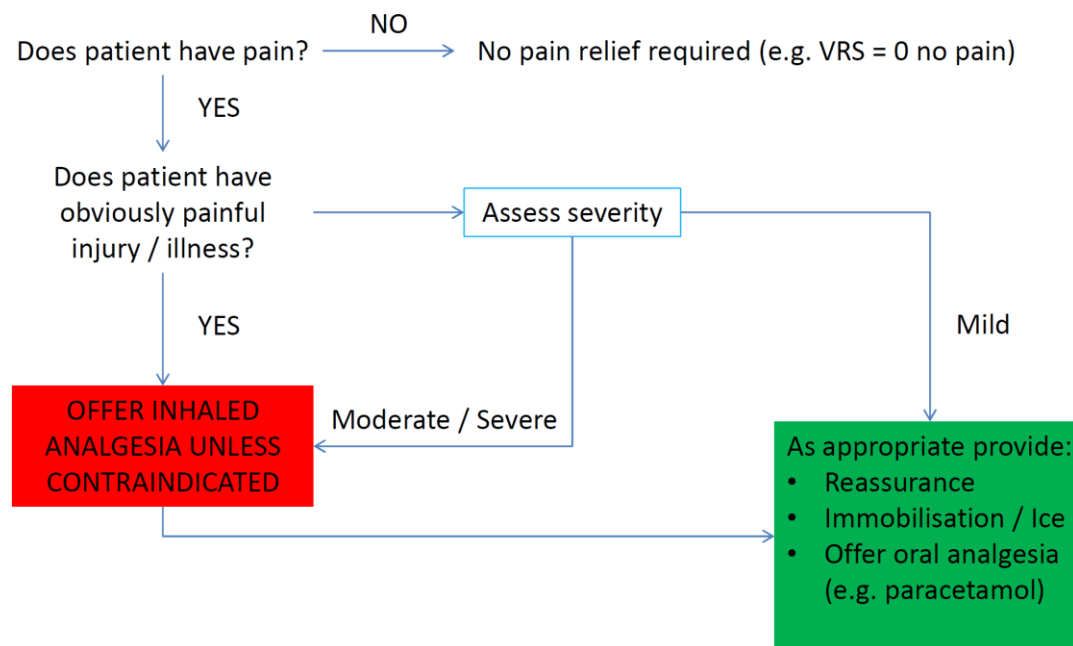 NO
Does patient have pain?
No pain relief required (e.g. VRS = 0 no pain)
YES
Does patient have
obviously painful
injury / illness?
Assess severity
YES
Mild
OFFER INHALED
ANALGESIA UNLESS
CONTRAINDICATED
Moderate / Severe
As appropriate provide:
• Reassurance
• Immobilisation / Ice
• Offer oral analgesia
(e.g. paracetamol)